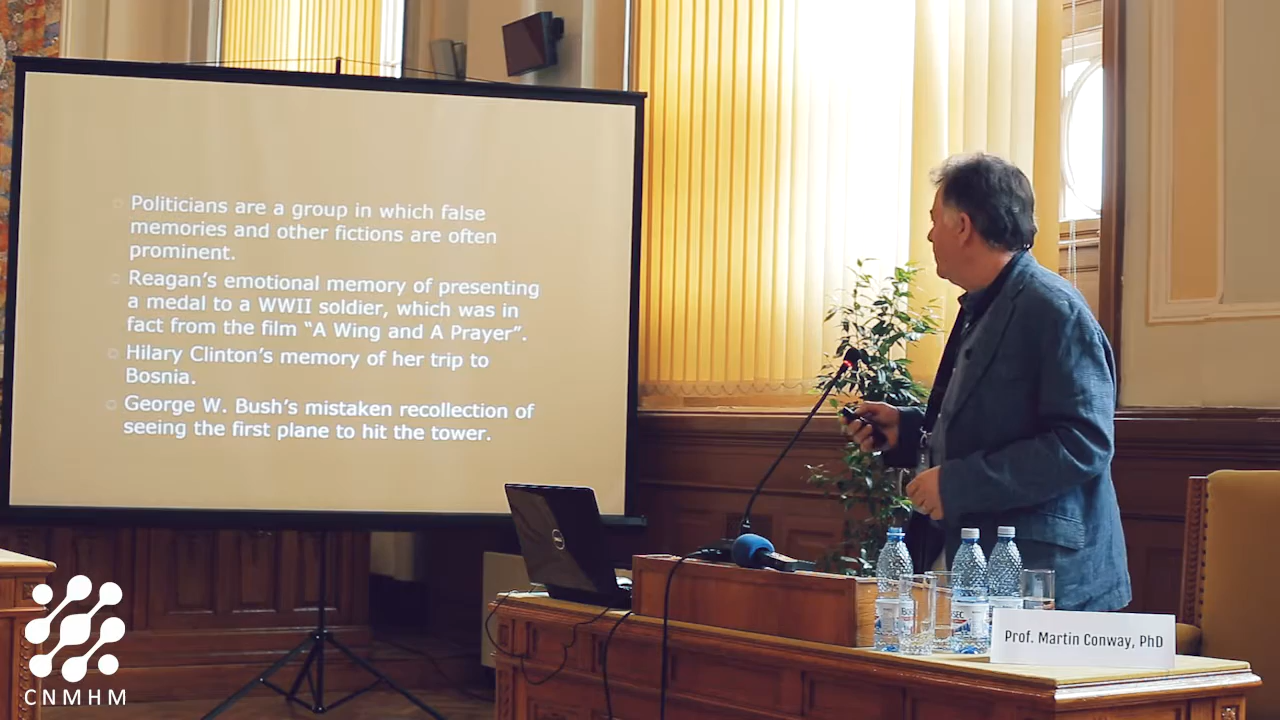 Politicians are a group in which false
memories and other fictions are often
prominent.
Reagan's emotional memory of presenting
a medal to a WWII soldier, which was in
fact from the film “A Wing and A Prayer”.
Hilary Clinton's memory of her trip to
Bosnia.
George W. Bush's mistaken recollection of
seeing the first plane to hit the tower.
DELL
Prof. Martin Conway, PhD
CNMHM